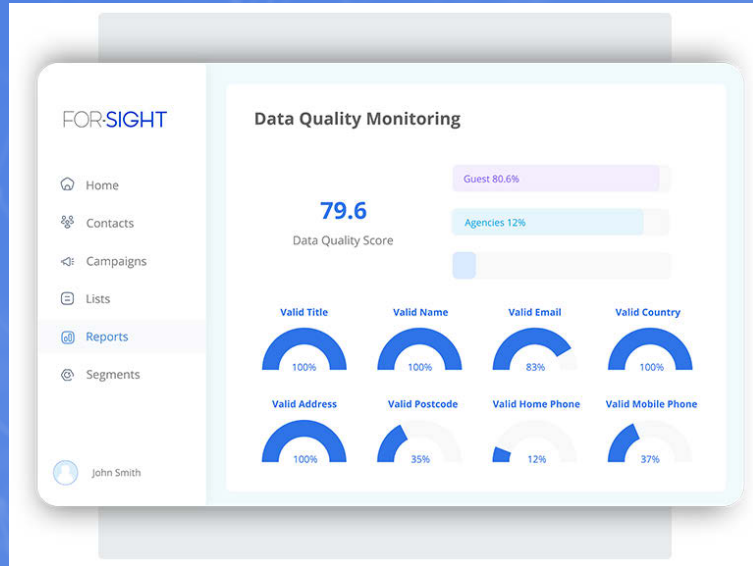 FOR-SIGHT
Home
Contacts
Campaigns
Lists
Reports
Segments
John Smith
Data Quality Monitoring
79.6
Data Quality Score
Guest 80.6%
Agencies 12%
Valid Title
Valid Name
Valid Email
Valid Country
100%
100%
83%
100%
Valid Address
Valid Postcode
Valid Home Phone
Valid Mobile Phone
100%
35%
12%
37%